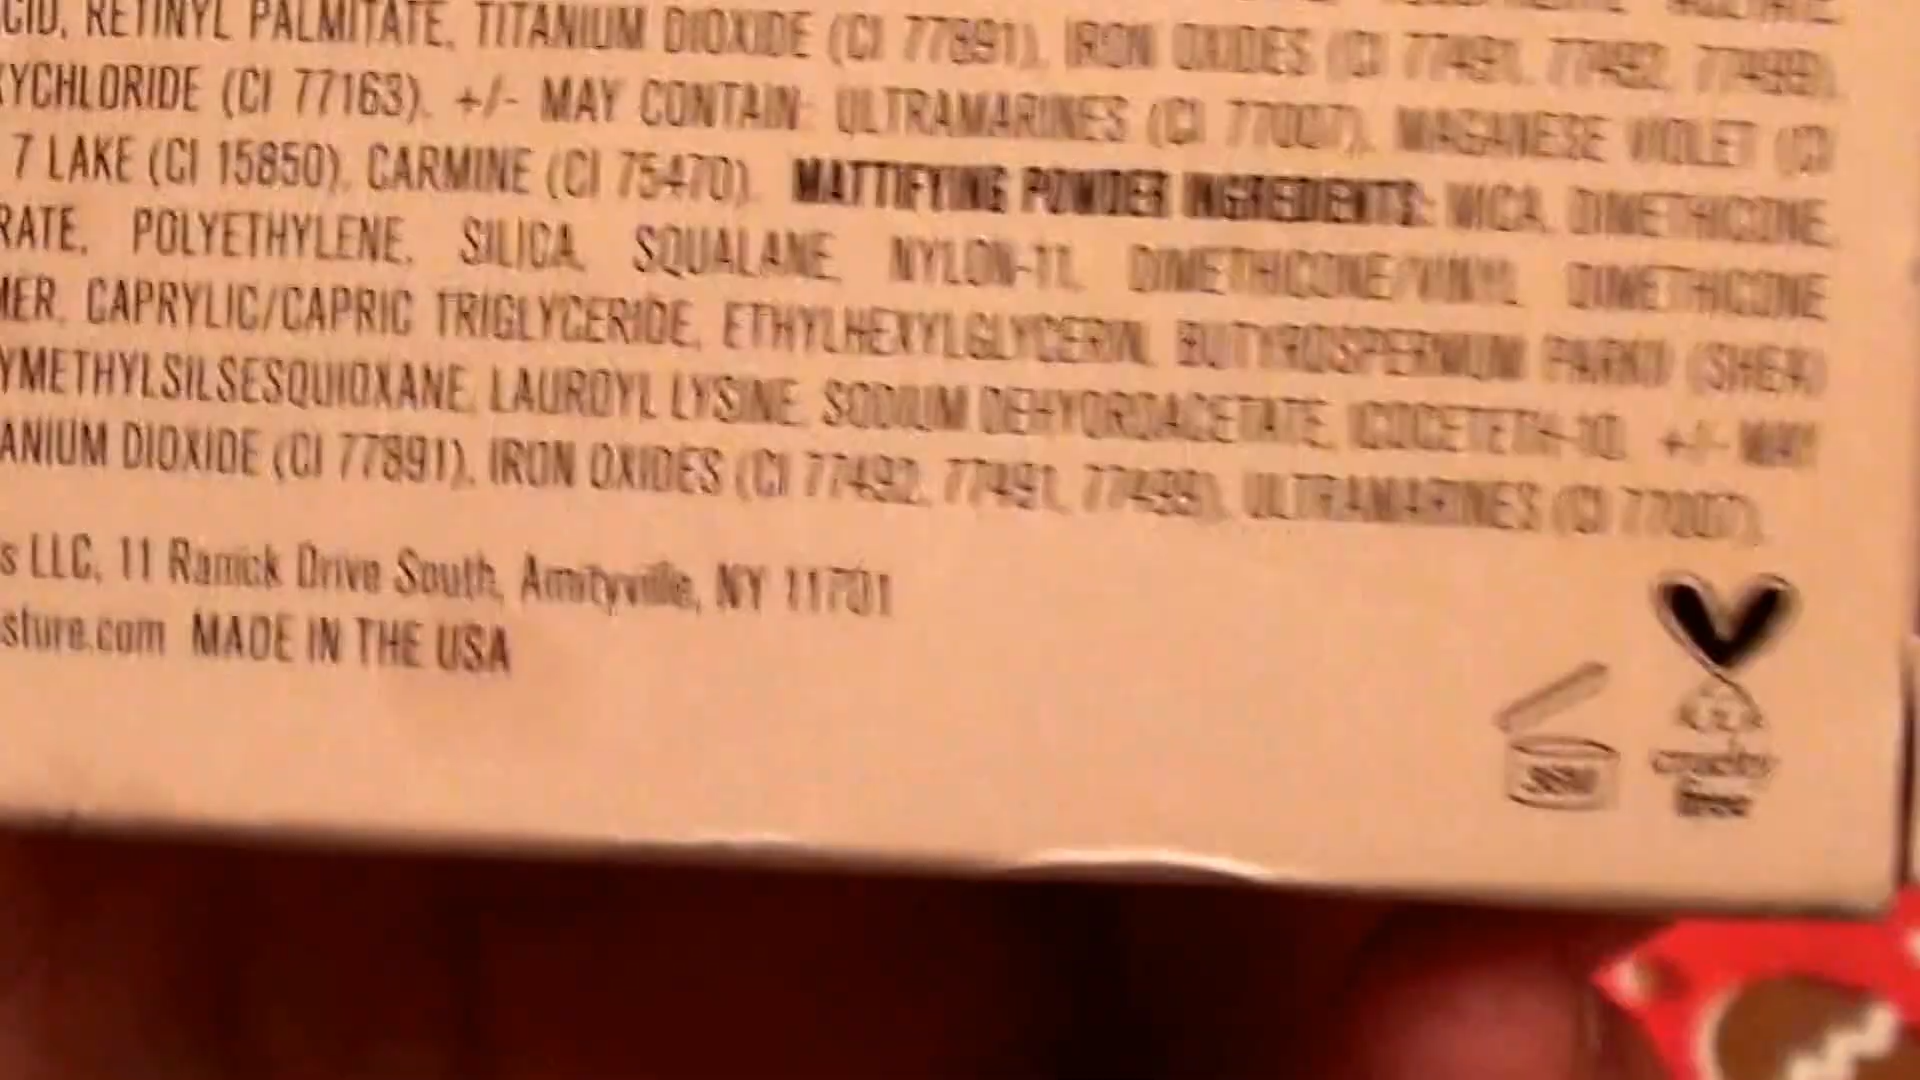 CID, RETINYL PALMITATE, TITANIUM DIOXIDE (CI 77891), IRON OXIDES (CI 77491, 77492, 77499),
YCHLORIDE (CI 77163). +/- MAY CONTAIN: ULTRAMARINES (CI 77007), MAGANESE VIOLET (CI
7 LAKE (CI 15850), CARMINE (CI 75470). MATTIFYING POWDER INGREDIENTS: MICA, DIMETHICONE,
RATE, POLYETHYLENE, SILICA, SQUALANE, NYLON-11, DIMETHICONE/VINYL DIMETHICONE
MER, CAPRYLIC/CAPRIC TRIGLYCERIDE, ETHYLHEXYLGLYCERIN, BUTYROSPERMUM PARKII (SHEA)
YMETHYLSILSESQUIOXANE, LAUROYL LYSINE, SODIUM DEHYDROACETATE, +/- MAY
ANIUM DIOXIDE (CI 77891), IRON OXIDES (CI 77492, 77491, 77499), ULTRAMARINES (CI 77007).
s LLC, 11 Ranick Drive South, Amityville, NY 11701
sture.com MADE IN THE USA
36M
cruelty
free